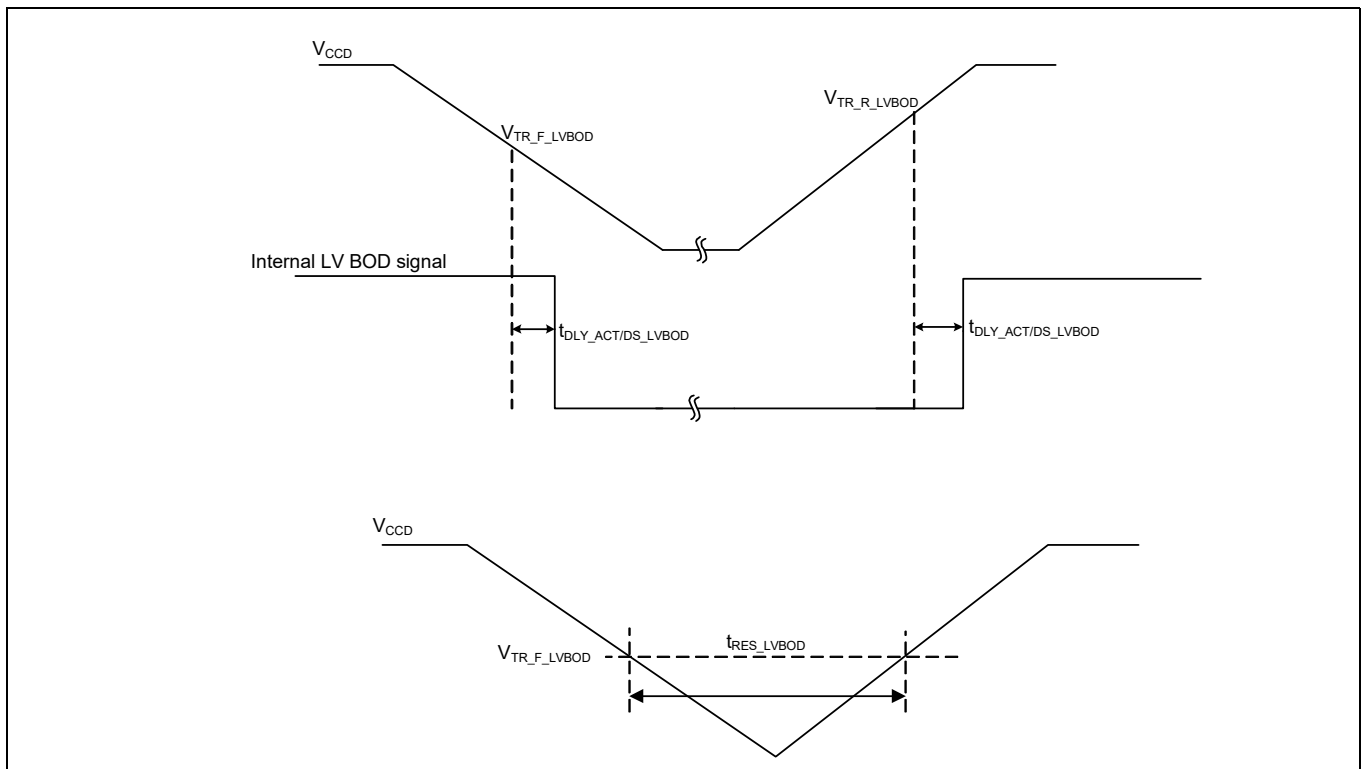 VCCD
VTR_R_LVBOD
VTR_F_LVBOD
Internal LV BOD signal
tDLY_ACT/DS_LVBOD
tDLY_ACT/DS_LVBOD
VCCD
VTR_F_LVBOD
tRES_LVBOD